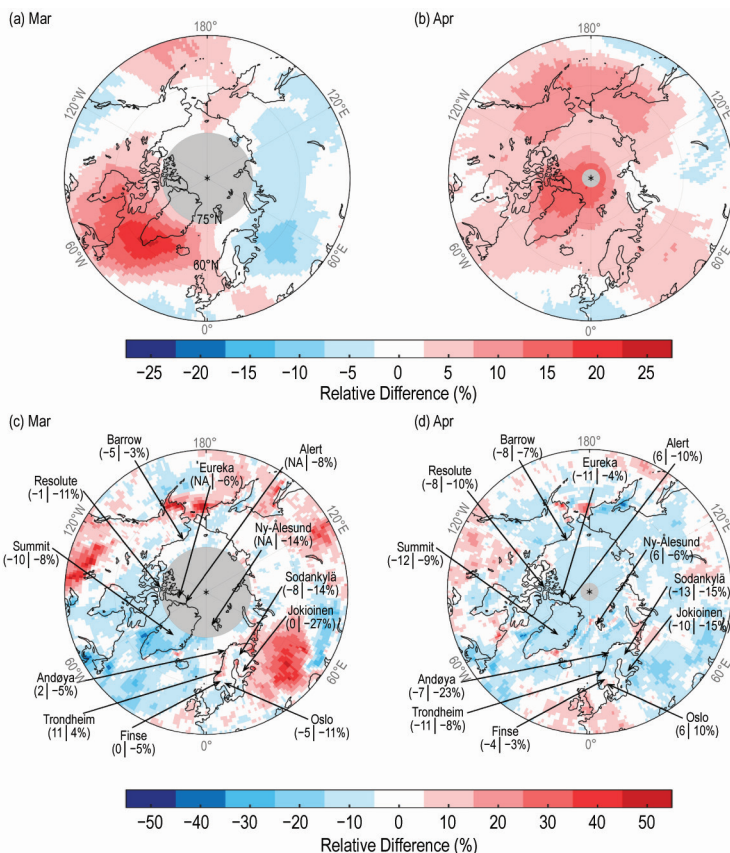 (a) Mar
(b) Apr
180°
180°
120°W
120°E
120°W
120°E
75°N
60°N
60°W
60°E
60°W
60°E
0°
0°
−25 −20 −15 −10 −5 0 5 10 15 20 25
Relative Difference (%)
(c) Mar
(d) Apr
180°
Barrow
(−5 | −3%)
Eureka
(NA | −6%)
Alert
(NA | −8%)
Resolute
(−1 | −11%)
120°W
120°E
Ny-Ålesund
(NA | −14%)
Summit
(−10 | −8%)
Sodankylä
(−8 | −14%)
Jokioinen
(0 | −27%)
60°W
60°E
Andøya
(2 | −5%)
Trondheim
(11 | 4%)
Finse
(0 | −5%)
0°
Oslo
(−5 | −11%)
180°
Barrow
(−8 | −7%)
Eureka
(−11 | −4%)
Alert
(6 | −10%)
Resolute
(−8 | −10%)
120°W
120°E
Ny-Ålesund
(6 | −6%)
Summit
(−12 | −9%)
Sodankylä
(−13 | −15%)
Jokioinen
(−10 | −15%)
60°W
60°E
Andøya
(−7 | −23%)
Trondheim
(−11 | −8%)
Finse
(−4 | −3%)
0°
Oslo
(6 | 10%)
−50 −40 −30 −20 −10 0 10 20 30 40 50
Relative Difference (%)